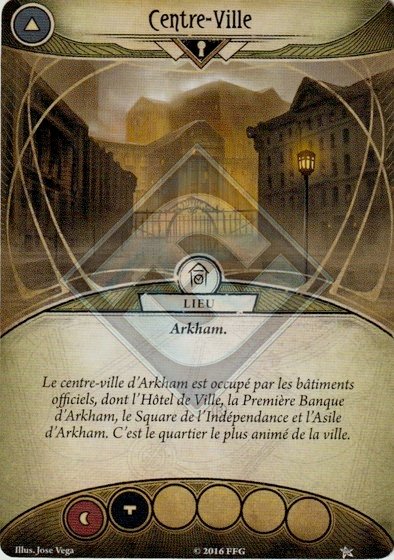 Centre-Ville
LIEU
Arkham.
Le centre-ville d'Arkham est occupé par les bâtiments
officiels, dont l'Hôtel de Ville, la Première Banque
d'Arkham, le Square de l'Indépendance et l'Asile
d'Arkham. C'est le quartier le plus animé de la ville.
Illus. Jose Vega
© 2016 FFG